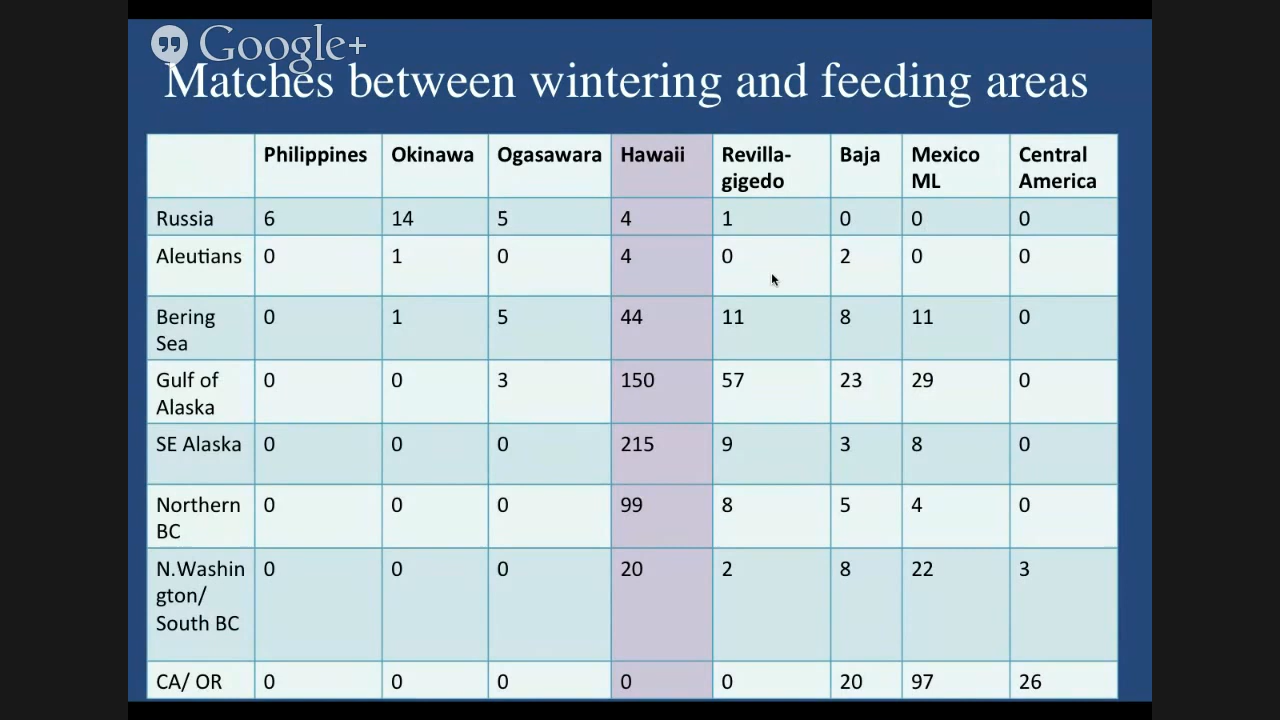 Google+
Matches between wintering and feeding areas
Philippines Okinawa Ogasawara Hawaii Revilla- Baja Mexico Central
gigedo ML America
Russia 6 14 5 4 1 0 0 0
Aleutians 0 1 0 4 0 2 0 0
Bering 0 1 5 44 11 8 11 0
Sea
Gulf of 0 0 3 150 57 23 29 0
Alaska
SE Alaska 0 0 0 215 9 3 8 0
Northern 0 0 0 99 8 5 4 0
BC
N.Washin 0 0 0 20 2 8 22 3
gton/
South BC
CA/ OR 0 0 0 0 0 20 97 26